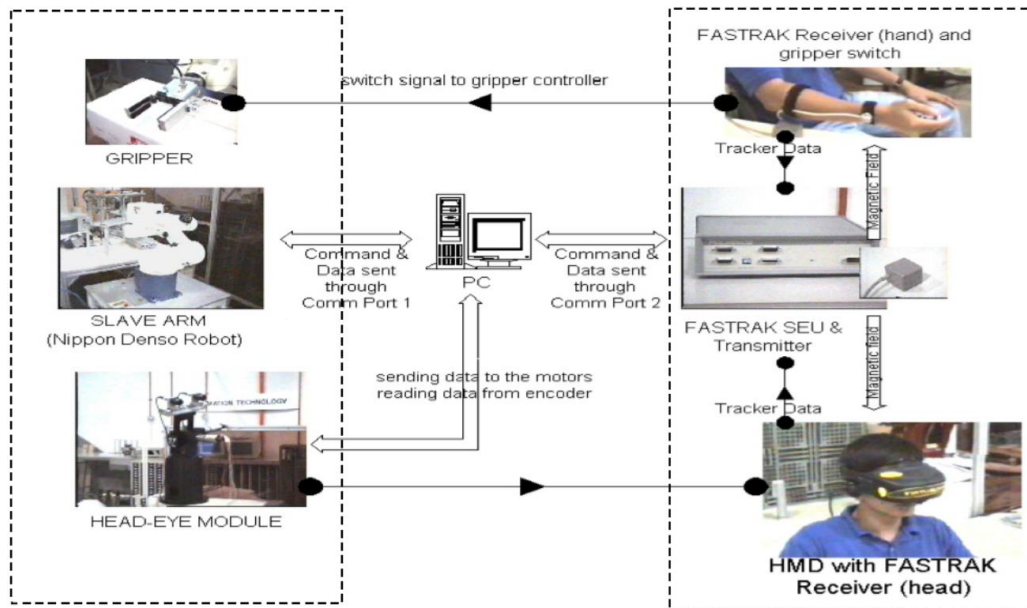 FASTRAK Receiver (hand) and
gripper switch
switch signal to gripper controller
GRIPPER
Tracker Data
Magnetic Field
Command &
Data sent
through
Comm Port 1
PC
Command &
Data sent
through
Comm Port 2
SLAVE ARM
(Nippon Denso Robot)
FASTRAK SEU &
Transmitter
Magnetic field
sending data to the motors
reading data from encoder
Tracker Data
TECHNOLOGY
HEAD-EYE MODULE
HMD with FASTRAK
Receiver (head)